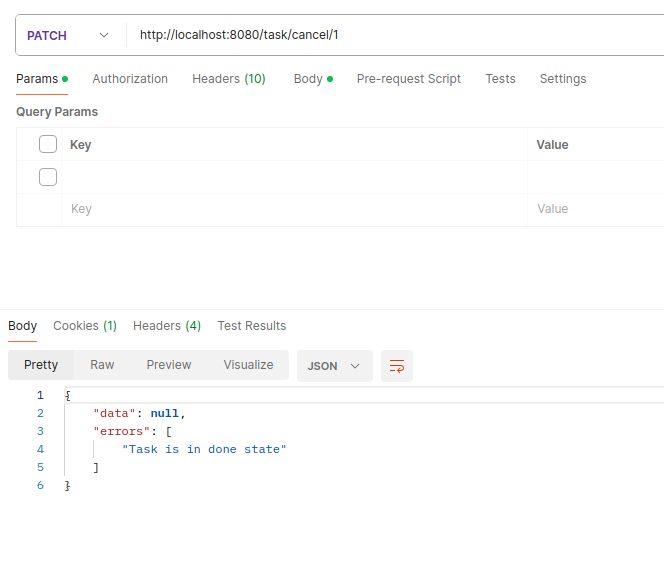 PATCH http://localhost:8080/task/cancel/1
Params Authorization Headers (10) Body Pre-request Script Tests Settings
Query Params
Key Value
Key Value
Body Cookies (1) Headers (4) Test Results
Pretty Raw Preview Visualize JSON
1 {
2 "data": null,
3 "errors": [
4 "Task is in done state"
5 ]
6 }